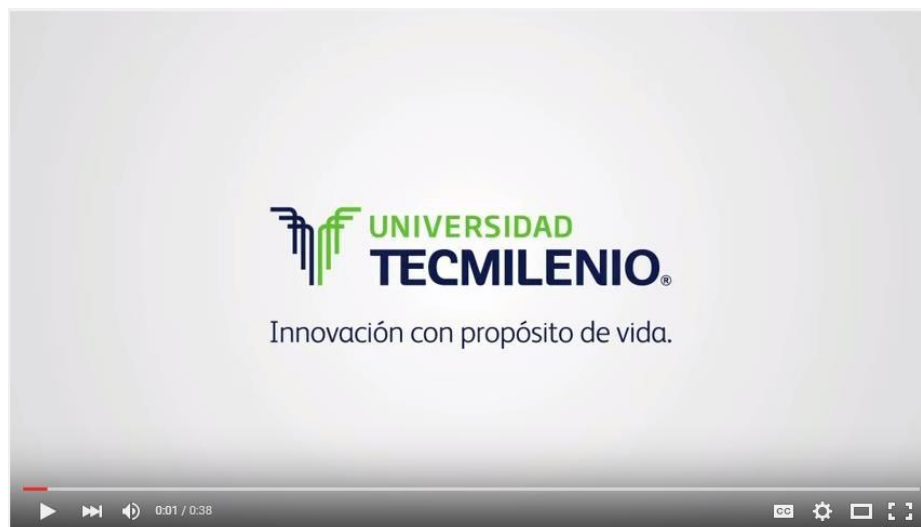 UNIVERSIDAD
TECMILENIO®
Innovación con propósito de vida.
0:01 / 0:38
CC